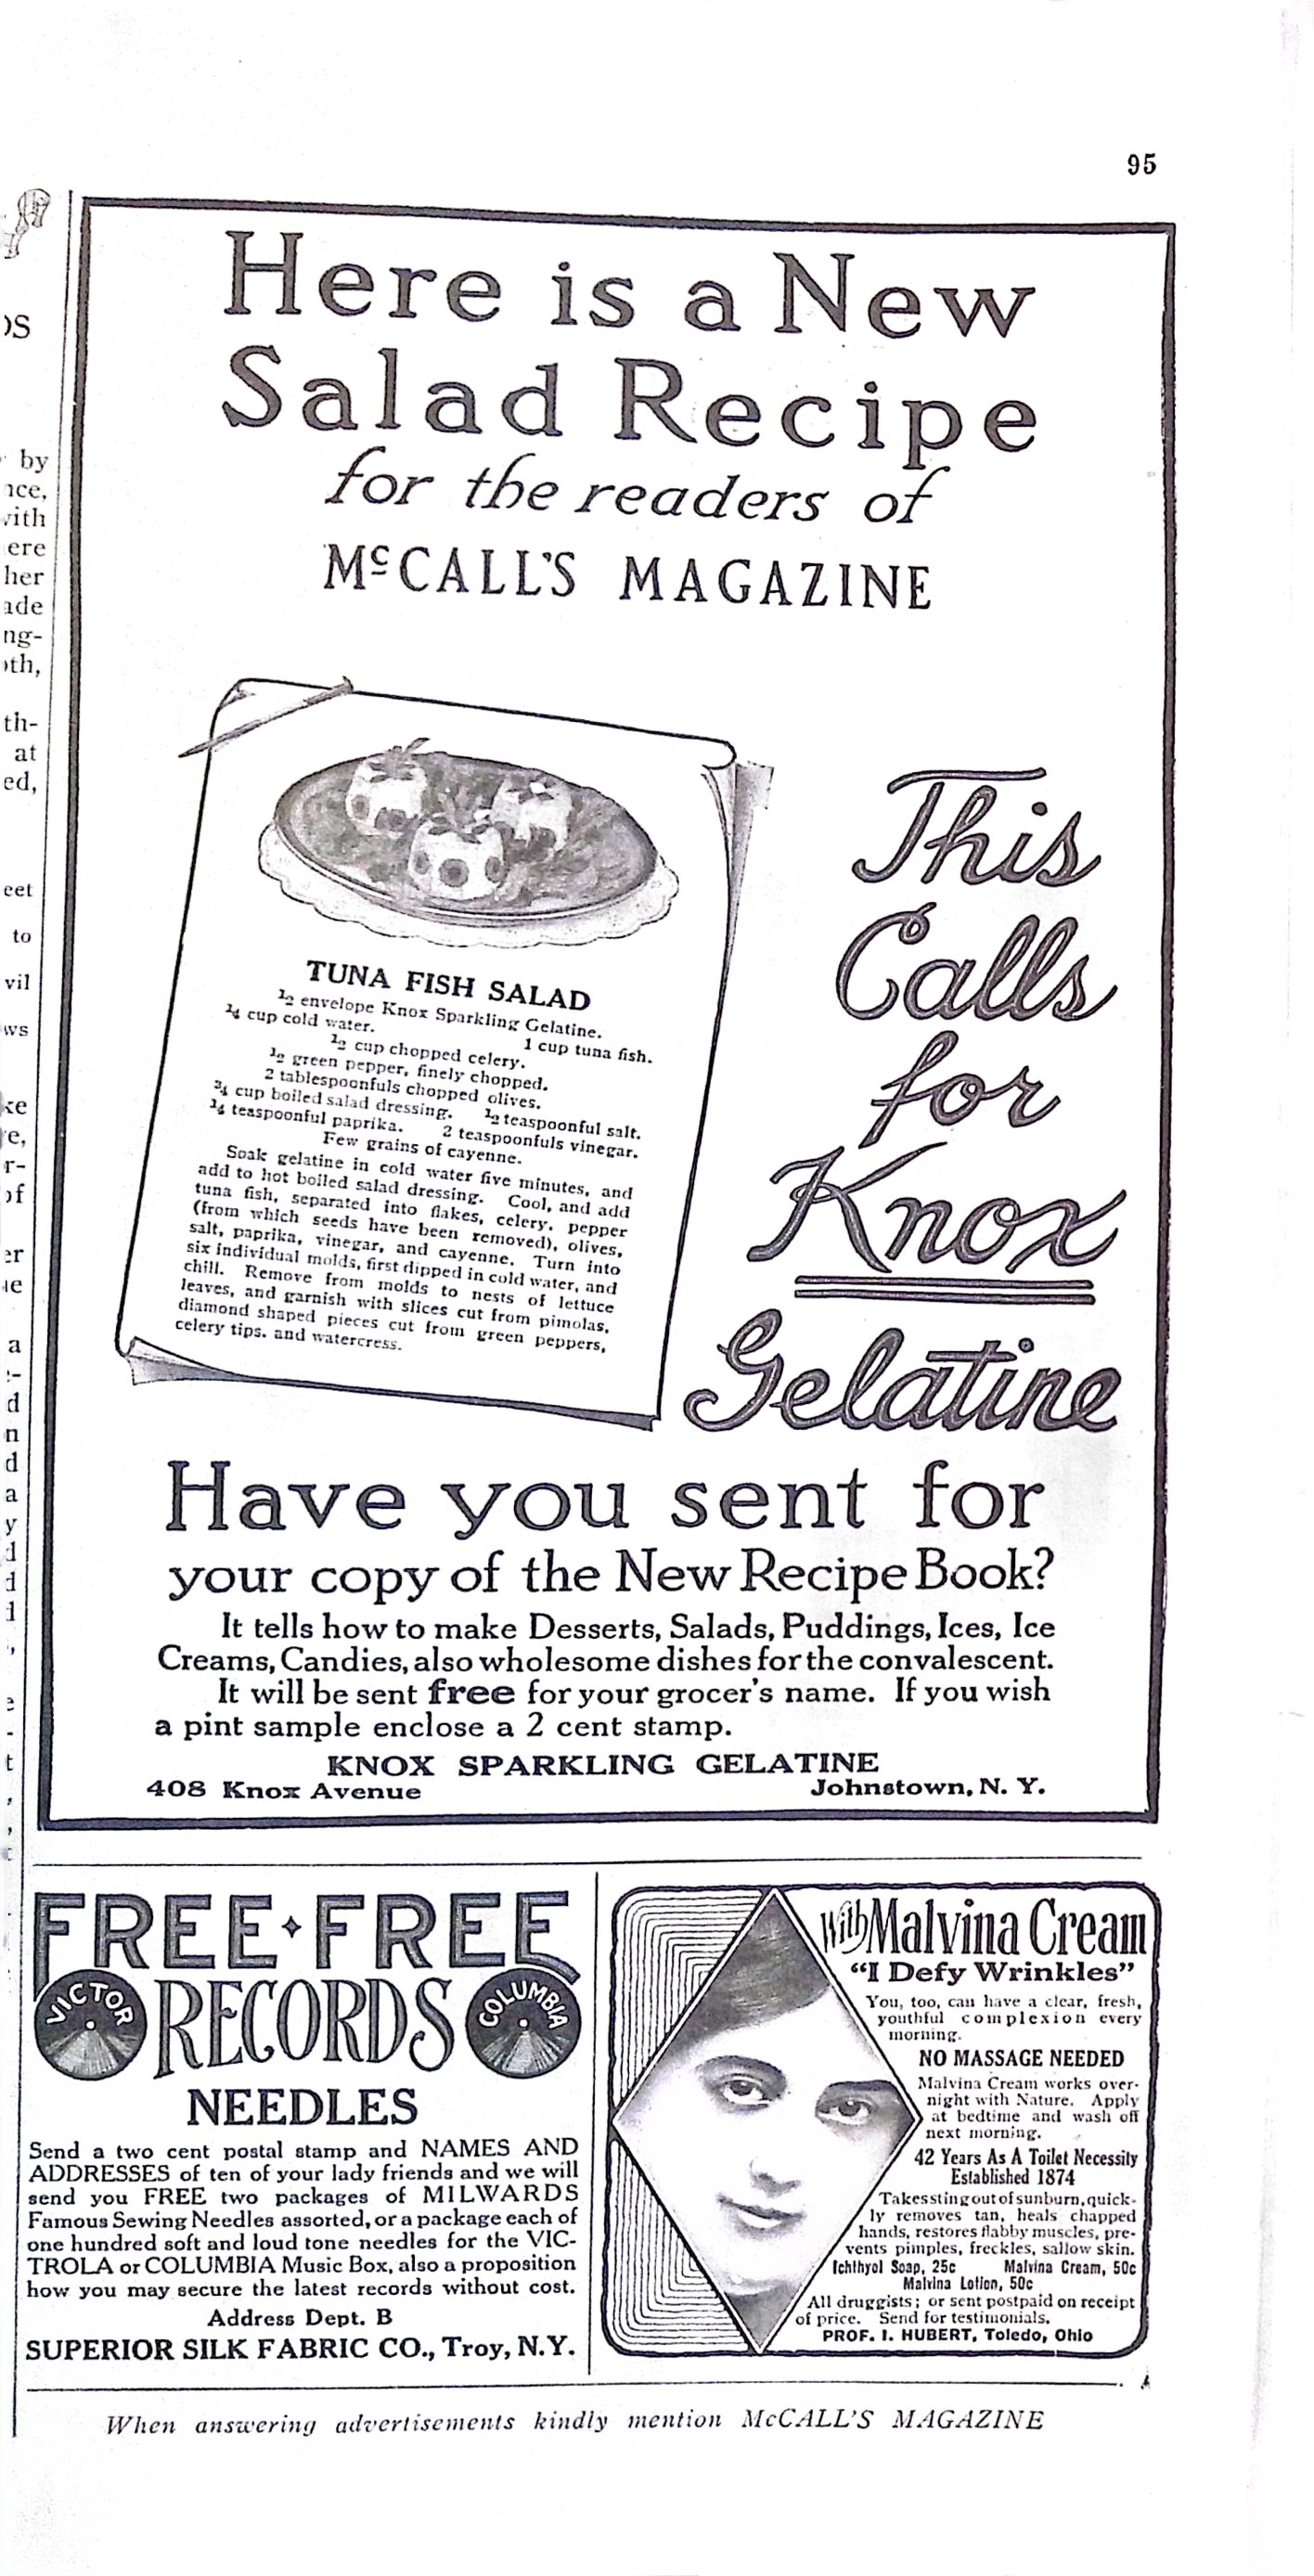 95
os
by
with
ere
her
ade
ng-
oth,
th-
at
ed,
eet
to
vil
ws
ke
e,
r-
of
er
a
d
n
d
a
y
d
d
Here is a New
Salad Recipe
for the readers of
McCALL'S MAGAZINE
TUNA FISH SALAD
½ envelope Knox Sparkling Gelatine.
¼ cup cold water. 1 cup tuna fish.
½ cup chopped celery.
½ green pepper, finely chopped.
2 tablespoonfuls chopped olives.
¾ cup boiled salad dressing. ½ teaspoonful salt.
¼ teaspoonful paprika. 2 teaspoonfuls vinegar.
Few grains of cayenne.
Soak gelatine in cold water five minutes, and
add to hot boiled salad dressing. Cool, and add
tuna fish, separated into flakes, celery, pepper
(from which seeds have been removed), olives,
salt, paprika, vinegar, and cayenne. Turn into
six individual molds, first dipped in cold water, and
chill. Remove from molds to nests of lettuce
leaves, and garnish with slices cut from pimolas,
diamond shaped pieces cut from green peppers,
celery tips, and watercress.
This
Calls
for
Knox
Gelatine
Have you sent for
your copy of the New Recipe Book?
It tells how to make Desserts, Salads, Puddings, Ices, Ice
Creams, Candies, also wholesome dishes for the convalescent.
It will be sent free for your grocer's name. If you wish
a pint sample enclose a 2 cent stamp.
KNOX SPARKLING GELATINE
408 Knox Avenue Johnstown, N. Y.
FREE FREE
VICTOR RECORDS COLUMBIA
NEEDLES
Send a two cent postal stamp and NAMES AND
ADDRESSES of ten of your lady friends and we will
send you FREE two packages of MILWARDS
Famous Sewing Needles assorted, or a package each of
one hundred soft and loud tone needles for the VIC-
TROLA or COLUMBIA Music Box, also a proposition
how you may secure the latest records without cost.
Address Dept. B
SUPERIOR SILK FABRIC CO., Troy, N.Y.
With Malvina Cream
"I Defy Wrinkles"
You, too, can have a clear, fresh,
youthful complexion every
morning.
NO MASSAGE NEEDED
Malvina Cream works over-
night with Nature. Apply
at bedtime and wash off
next morning.
42 Years As A Toilet Necessity
Established 1874
Takes sting out of sunburn, quick-
ly removes tan, heals chapped
hands, restores flabby muscles, pre-
vents pimples, freckles, sallow skin.
Ichthyol Soap, 25c Malvina Cream, 50c
Malvina Lotion, 50c
All druggists; or sent postpaid on receipt
of price. Send for testimonials.
PROF. I. HUBERT, Toledo, Ohio
When answering advertisements kindly mention McCALL'S MAGAZINE